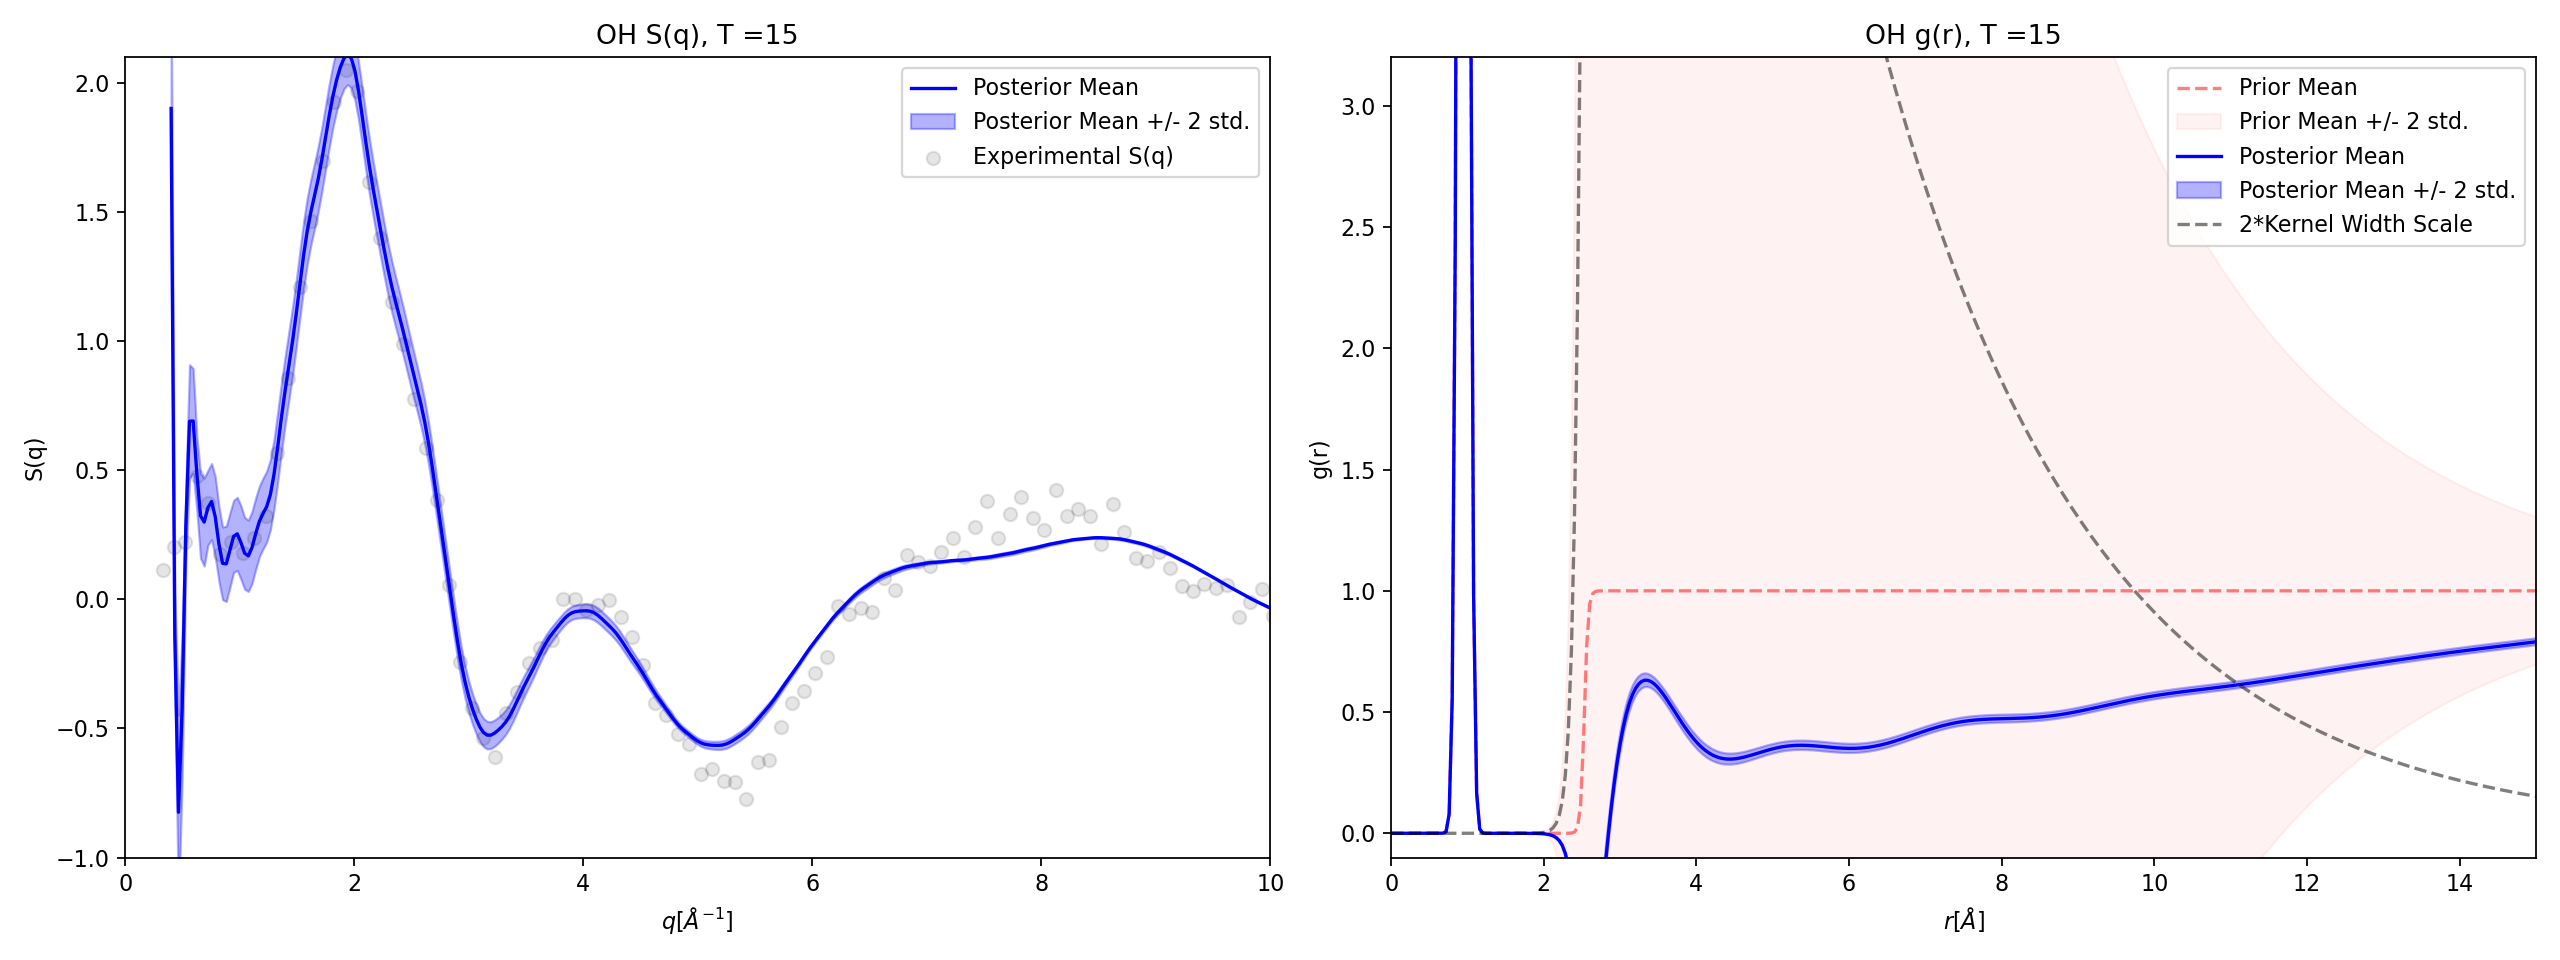 OH S(q), T =15
2.0
1.5
1.0
0.5
0.0
−0.5
−1.0
S(q)
0
2
4
6
8
10
q[Å⁻¹]
Posterior Mean
Posterior Mean +/- 2 std.
Experimental S(q)
OH g(r), T =15
3.0
2.5
2.0
1.5
1.0
0.5
0.0
g(r)
0
2
4
6
8
10
12
14
r[Å]
Prior Mean
Prior Mean +/- 2 std.
Posterior Mean
Posterior Mean +/- 2 std.
2*Kernel Width Scale